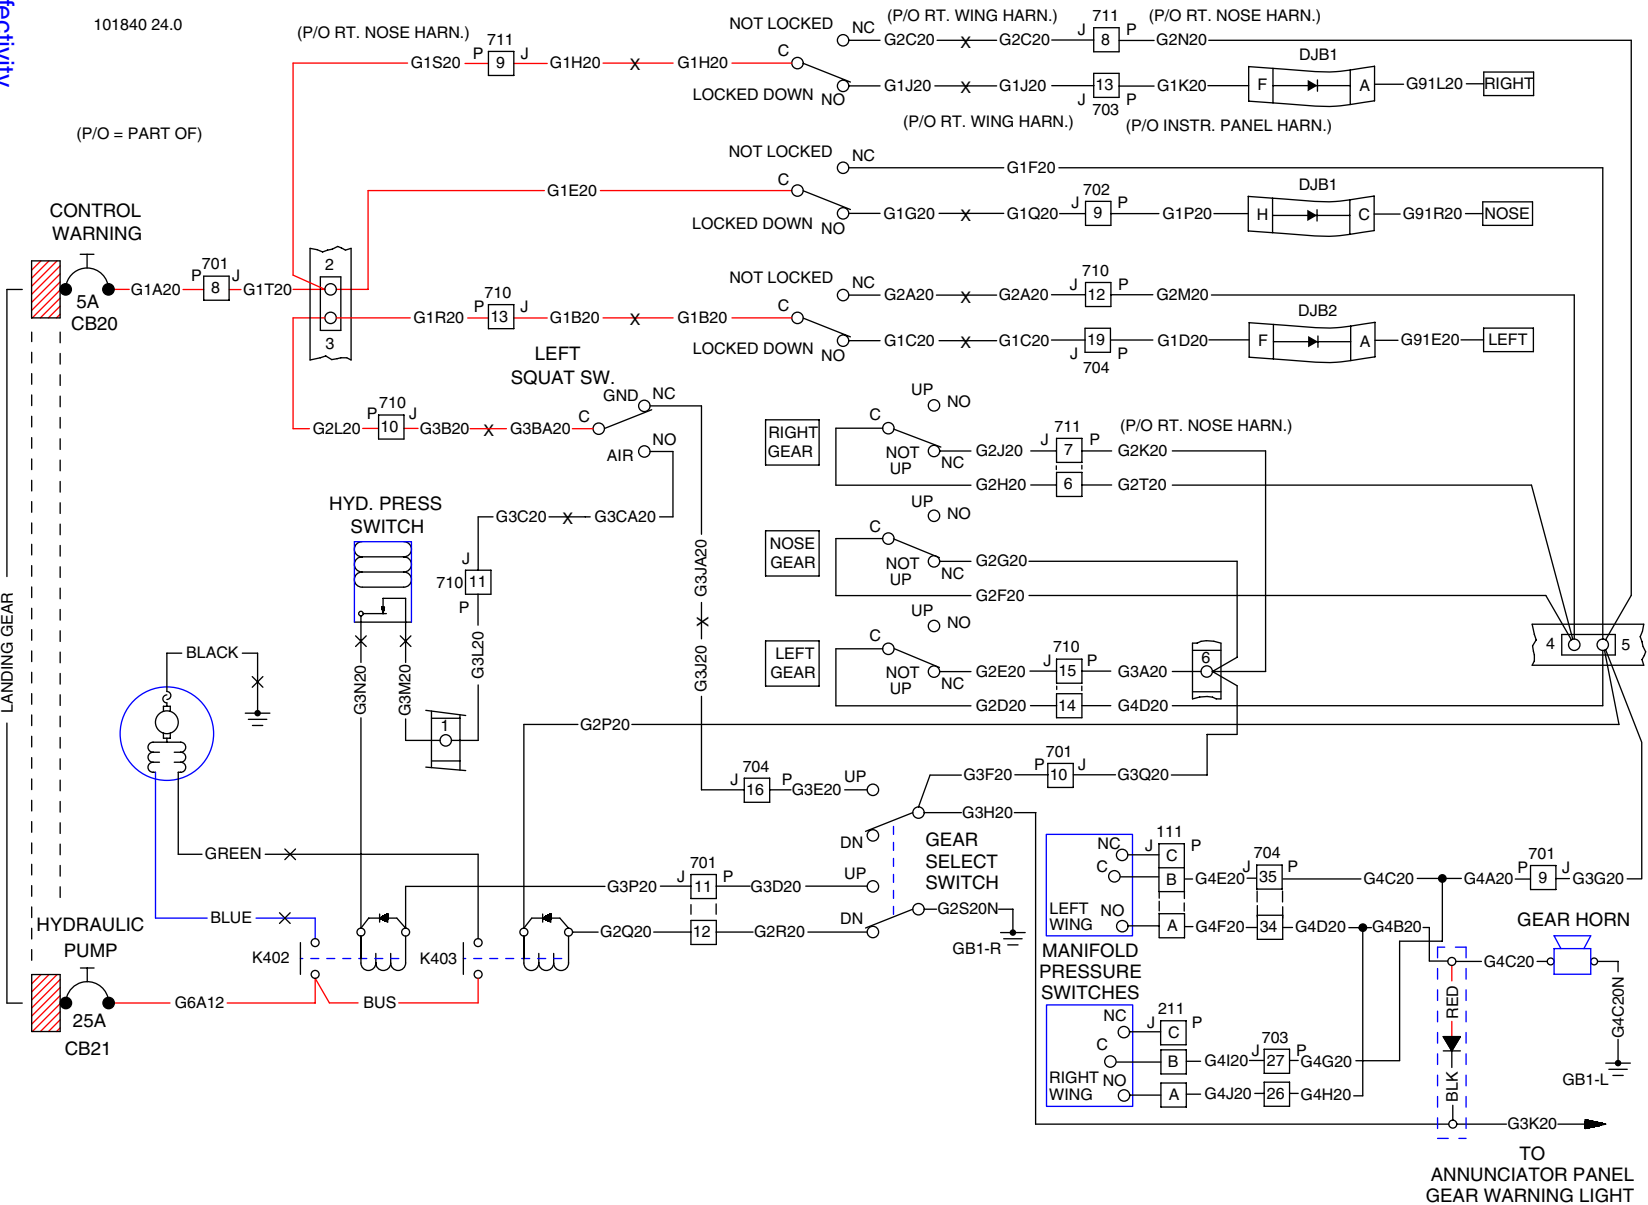 fectivity
101840 24.0
(P/O RT. NOSE HARN.)
711
P 9 J
G1S20
G1H20 X G1H20
C
NOT LOCKED
NC
LOCKED DOWN
NO
(P/O RT. WING HARN.)
711
(P/O RT. NOSE HARN.)
G2C20 X G2C20
J 8 P
G2N20
G1J20 X G1J20
13
J 703 P
G1K20
DJB1
F A
G91L20
RIGHT
(P/O RT. WING HARN.)
(P/O INSTR. PANEL HARN.)
(P/O = PART OF)
NOT LOCKED
NC
G1F20
G1E20
C
LOCKED DOWN
NO
G1G20 X G1Q20
702
J 9 P
G1P20
DJB1
H C
G91R20
NOSE
CONTROL
WARNING
5A
CB20
G1A20
701
P 8 J
G1T20
2
3
NOT LOCKED
NC
G2A20 X G2A20
710
J 12 P
G2M20
G1R20
710
P 13 J
G1B20 X G1B20
C
LOCKED DOWN
NO
G1C20 X G1C20
19
J 704 P
G1D20
DJB2
F A
G91E20
LEFT
LEFT
SQUAT SW.
GND NC
C
NO
AIR
G2L20
710
P 10 J
G3B20 X G3BA20
RIGHT
GEAR
UP NO
C
NOT
UP
NC
G2J20
711
J 7 P
G2K20
(P/O RT. NOSE HARN.)
G2H20
6
G2T20
HYD. PRESS
SWITCH
G3C20 X G3CA20
J
710 11
P
G3L20
G3JA20
X
G3J20
NOSE
GEAR
UP NO
C
NOT
UP
NC
G2G20
G2F20
LEFT
GEAR
UP NO
C
NOT
UP
NC
G2E20
710
J 15 P
G3A20
6
G2D20
14
G4D20
4 5
LANDING GEAR
BLACK
X
X X
G3N20
G3M20
1
G2P20
704
J 16 P
G3E20
UP
DN
G3F20
701
P 10 J
G3Q20
G3H20
GEAR
SELECT
SWITCH
GREEN X
G3P20
701
J 11 P
G3D20
UP
BLUE X
G2Q20
12
G2R20
DN
G2S20N
GB1-R
HYDRAULIC
PUMP
25A
CB21
K402
K403
G6A12
BUS
NC
C
NO
LEFT
WING
111
J C P
B
A
G4E20
704
J 35 P
G4C20
G4A20
701
9 J
G3G20
G4F20
34
G4D20
G4B20
MANIFOLD
PRESSURE
SWITCHES
GEAR HORN
G4C20
G4C20N
GB1-L
RED
BLK
NC
C
NO
RIGHT
WING
211
J C P
B
A
G4I20
703
J 27 P
G4G20
G4J20
26
G4H20
G3K20
TO
ANNUNCIATOR PANEL
GEAR WARNING LIGHT